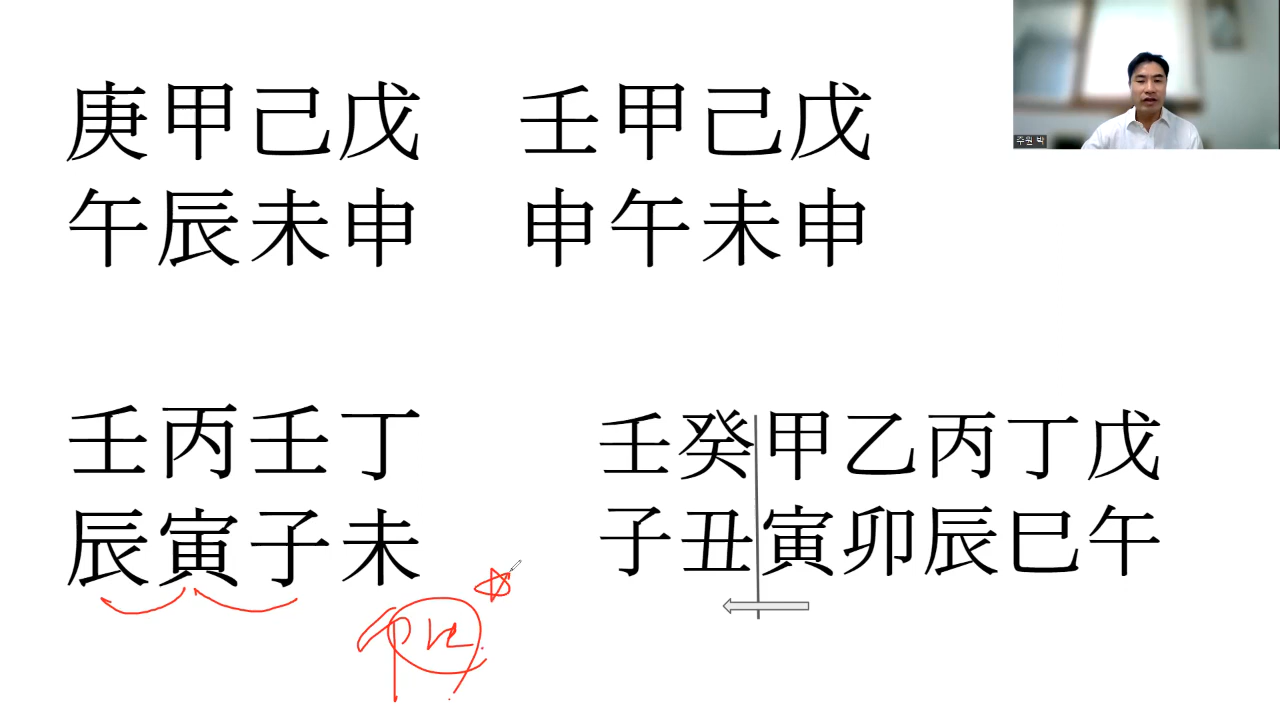 주원 박
庚甲己戊
午辰未申
壬甲己戊
申午未申
壬丙壬丁
辰寅子未
壬癸甲乙丙丁戊
子丑寅卯辰巳午